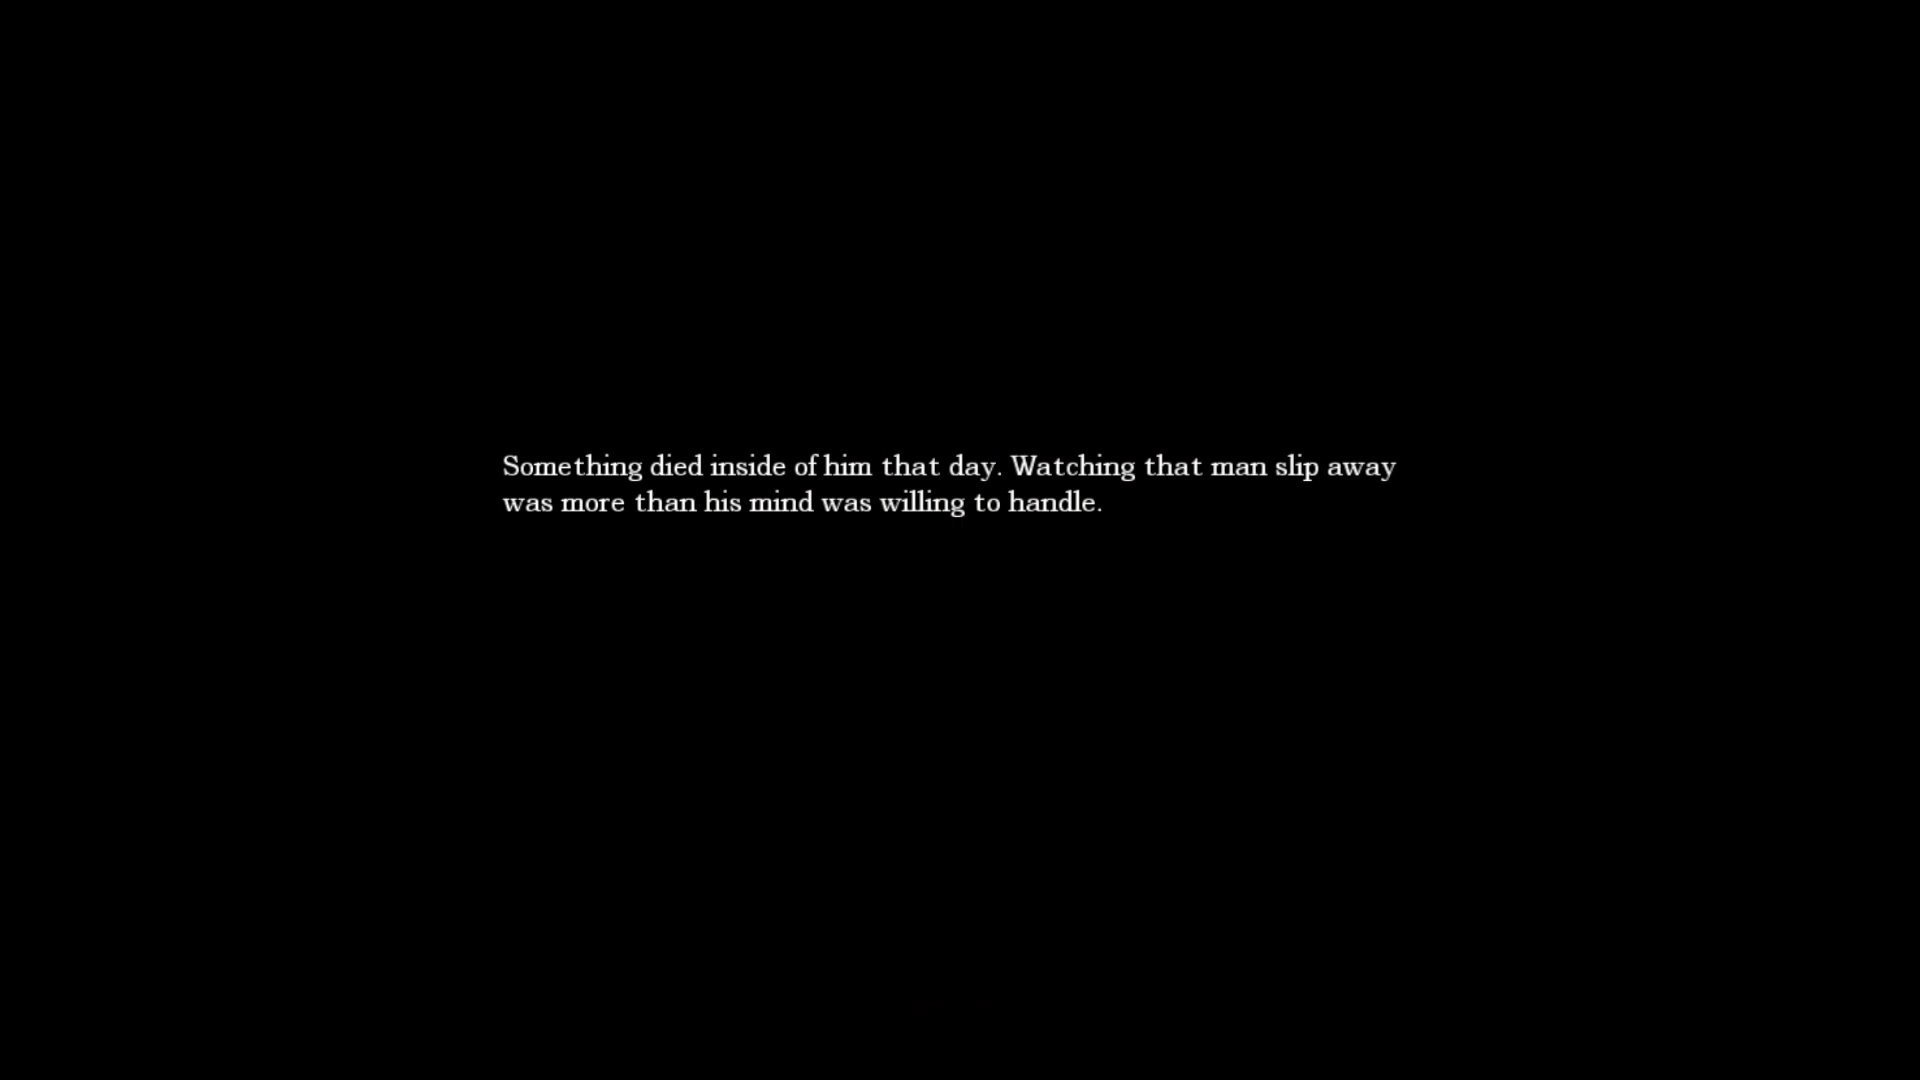 Something died inside of him that day. Watching that man slip away
was more than his mind was willing to handle.